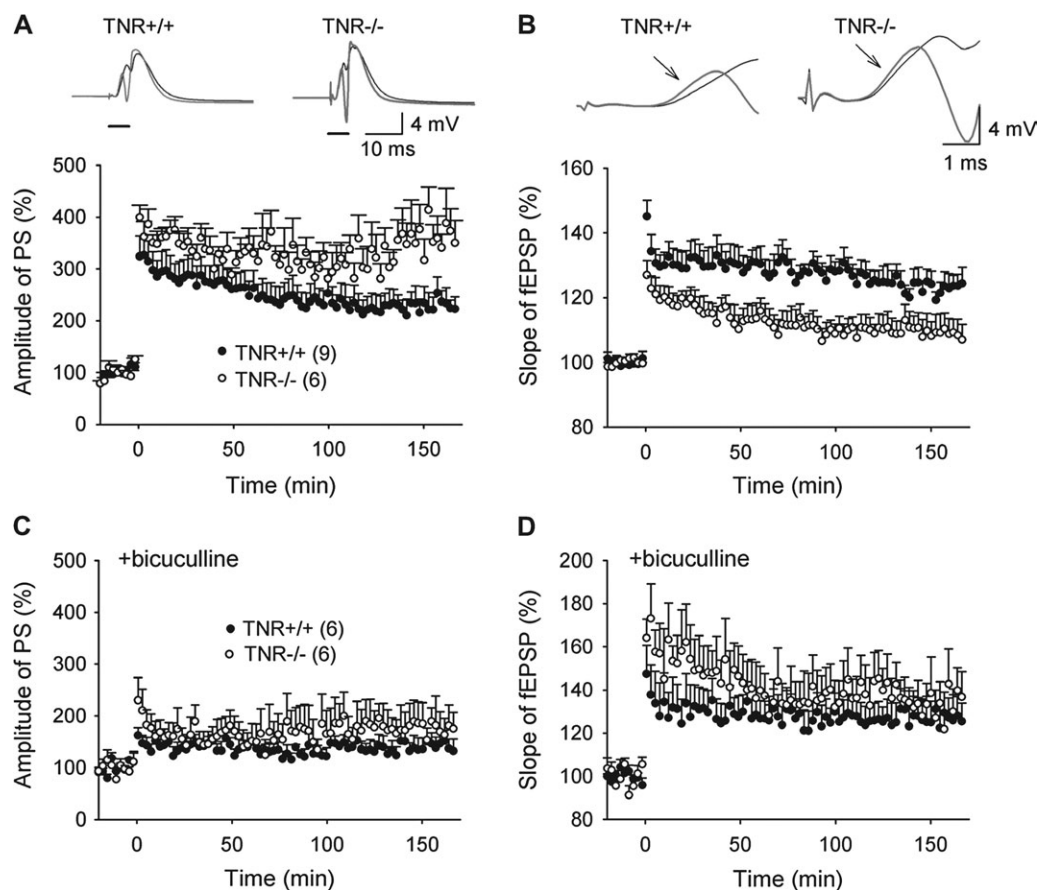 A
TNR+/+
TNR-/-
4 mV
10 ms
500
400
300
200
100
0
Amplitude of PS (%)
TNR+/+ (9)
TNR-/- (6)
0
50
100
150
Time (min)
B
TNR+/+
TNR-/-
4 mV
1 ms
160
140
120
100
80
Slope of fEPSP (%)
0
50
100
150
Time (min)
C
+bicuculline
500
400
300
200
100
0
Amplitude of PS (%)
TNR+/+ (6)
TNR-/- (6)
0
50
100
150
Time (min)
D
+bicuculline
200
180
160
140
120
100
80
Slope of fEPSP (%)
0
50
100
150
Time (min)